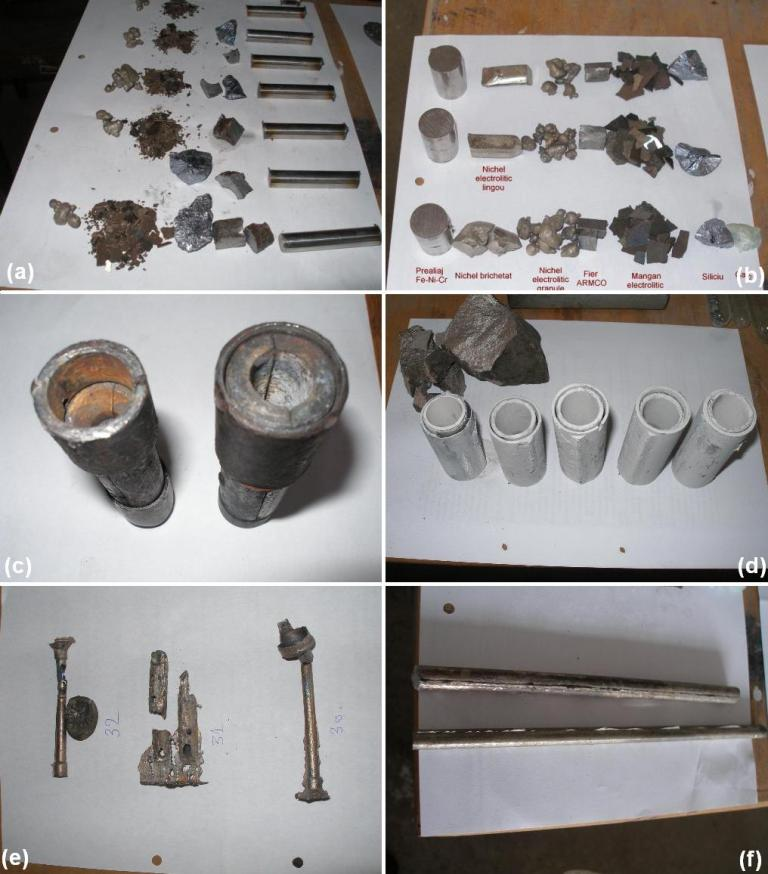 (a)
(b)
Nichel
electrolitic
lingou
Prealiaj
Fe-Ni-Cr
Nichel brichetat
Nichel
electrolitic
granule
Fier
ARMCO
Mangan
electrolitic
Siliciu
(c)
(d)
32
31
30.
(e)
(f)